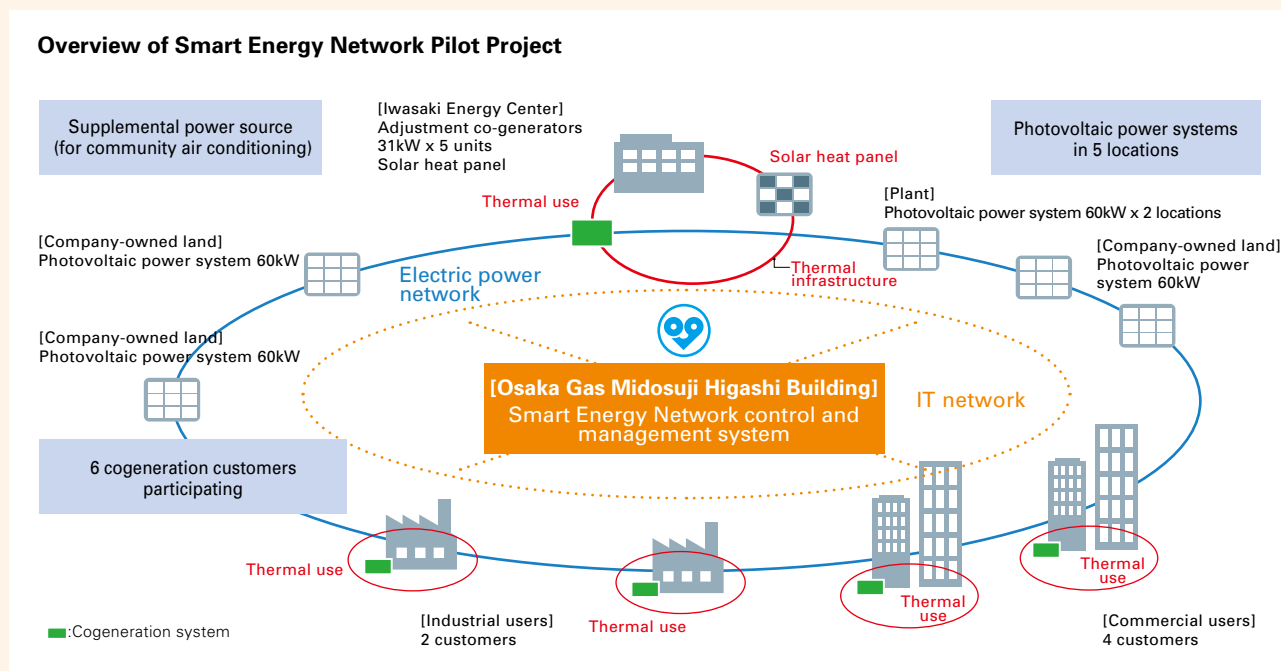 Overview of Smart Energy Network Pilot Project
Supplemental power source
(for community air conditioning)
[Iwasaki Energy Center]
Adjustment co-generators
31kW x 5 units
Solar heat panel
Solar heat panel
Photovoltaic power systems
in 5 locations
Thermal use
[Plant]
Photovoltaic power system 60kW x 2 locations
[Company-owned land]
Photovoltaic power system 60kW
[Company-owned land]
Photovoltaic power
system 60kW
Electric power
network
Thermal
infrastructure
[Company-owned land]
Photovoltaic power system 60kW
[Osaka Gas Midosuji Higashi Building]
Smart Energy Network control and
management system
IT network
6 cogeneration customers
participating
Thermal use
Thermal use
Thermal
use
Thermal
use
[Industrial users]
2 customers
[Commercial users]
4 customers
:Cogeneration system